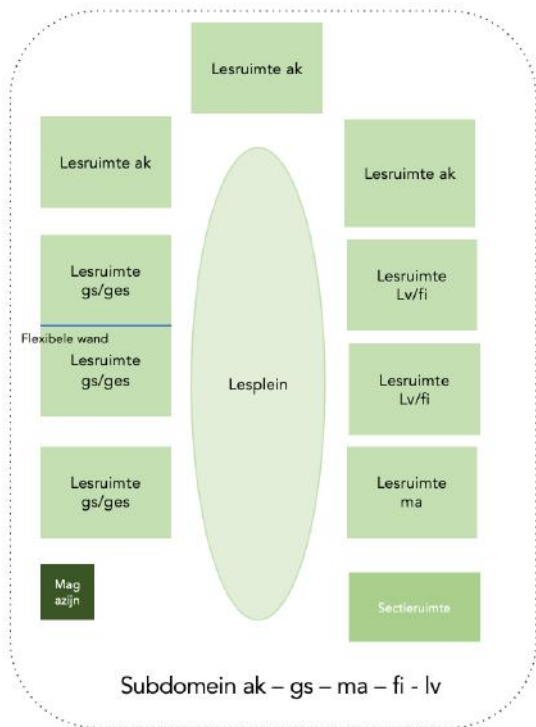 Lesruimte ak
Lesruimte ak
Lesruimte ak
Lesruimte
gs/ges
Lesruimte
Lv/fi
Flexibele wand
Lesruimte
gs/ges
Lesplein
Lesruimte
Lv/fi
Lesruimte
gs/ges
Lesruimte
ma
Mag
azijn
Sectieruimte
Subdomein ak – gs – ma – fi - lv